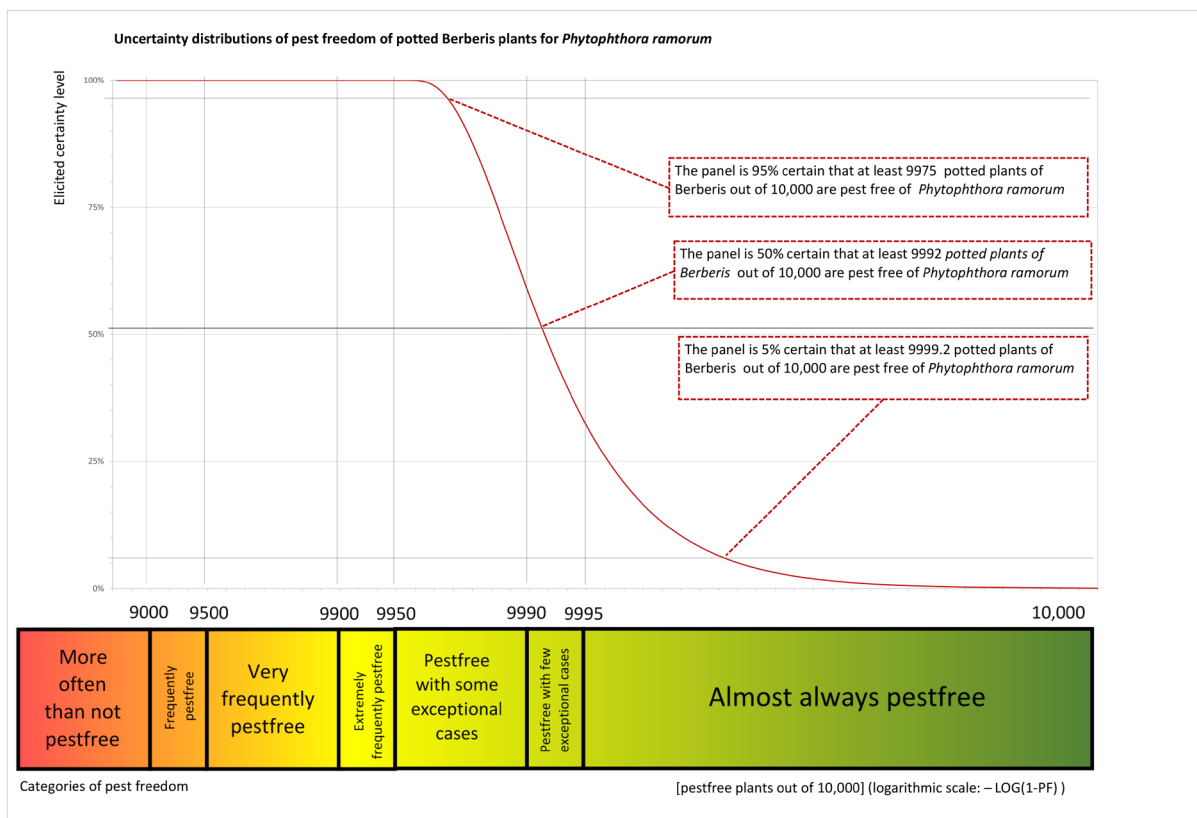 Uncertainty distributions of pest freedom of potted Berberis plants for Phytophthora ramorum
Elicited certainty level
100%
75%
50%
25%
0%
The panel is 95% certain that at least 9975 potted plants of
Berberis out of 10,000 are pest free of Phytophthora ramorum
The panel is 50% certain that at least 9992 potted plants of
Berberis out of 10,000 are pest free of Phytophthora ramorum
The panel is 5% certain that at least 9999.2 potted plants of
Berberis out of 10,000 are pest free of Phytophthora ramorum
9000 9500 9900 9950 9990 9995 10,000
More
often
than not
pestfree
Frequently
pestfree
Very
frequently
pestfree
Extremely
frequently pestfree
Pestfree
with some
exceptional
cases
Pestfree with few
exceptional cases
Almost always pestfree
Categories of pest freedom
[pestfree plants out of 10,000] (logarithmic scale: – LOG(1-PF) )